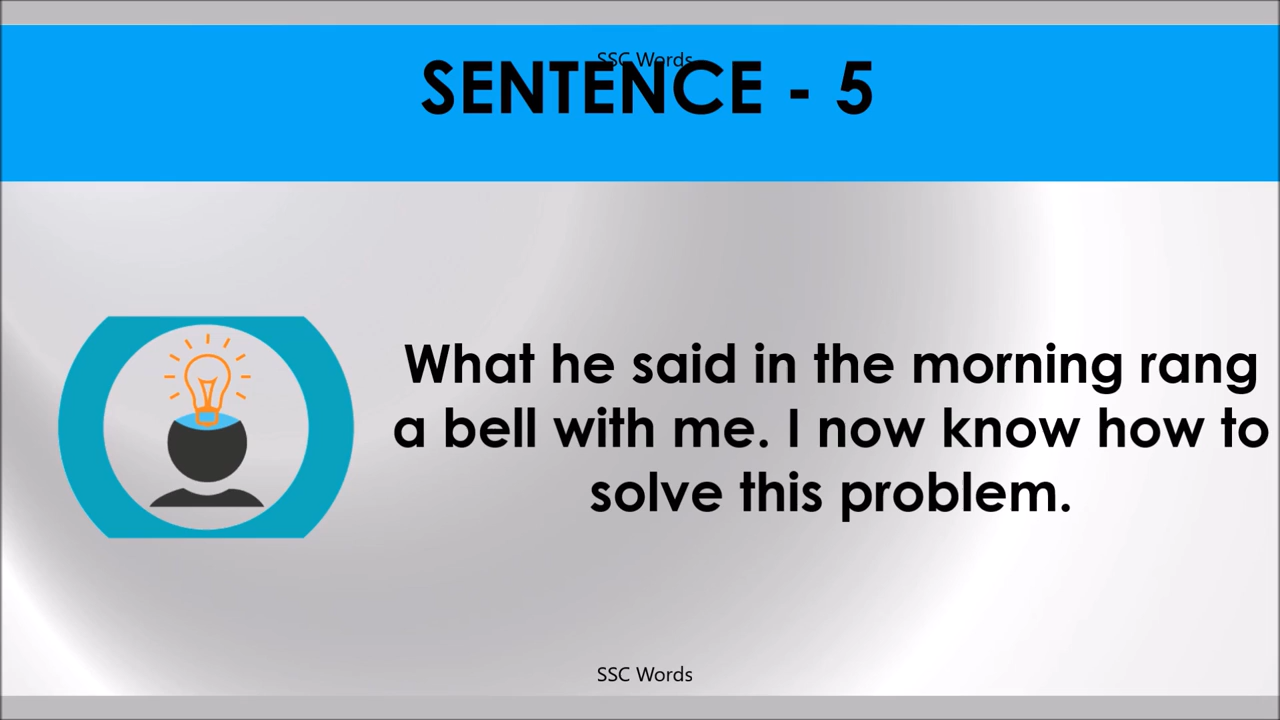 SSC Words
SENTENCE - 5
What he said in the morning rang
a bell with me. I now know how to
solve this problem.
SSC Words